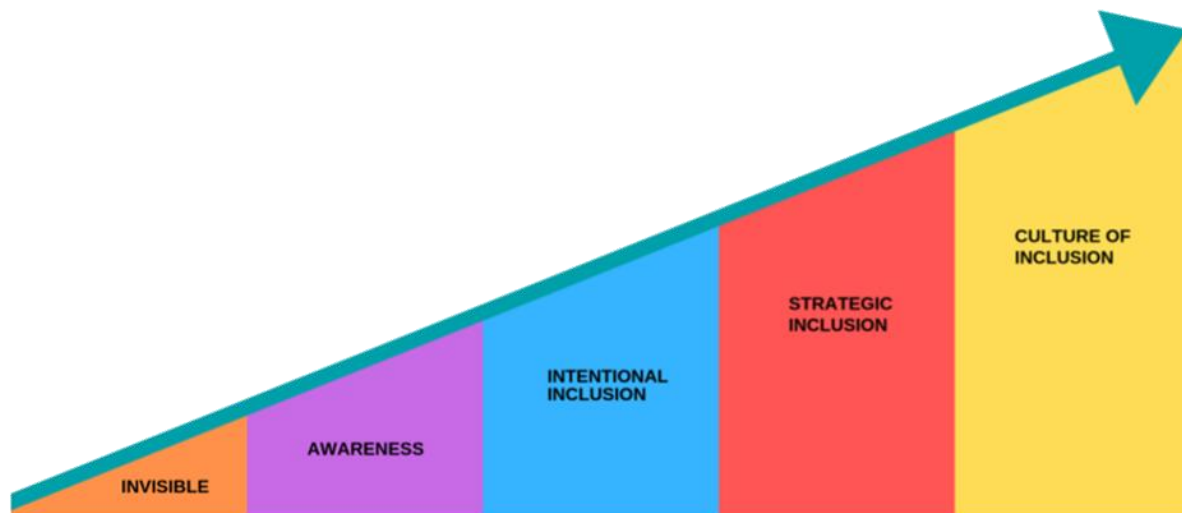 INVISIBLE
AWARENESS
INTENTIONAL
INCLUSION
STRATEGIC
INCLUSION
CULTURE OF
INCLUSION